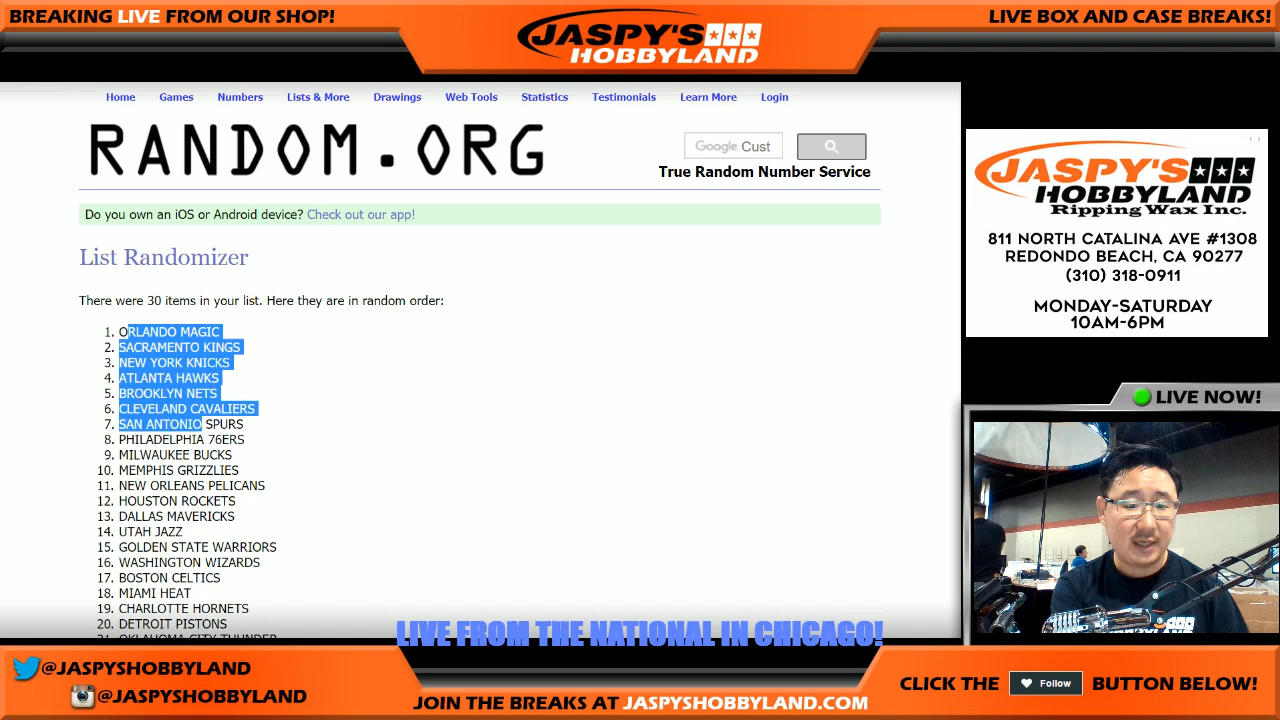 BREAKING LIVE FROM OUR SHOP!
JASPY'S
HOBBYLAND
LIVE BOX AND CASE BREAKS!
Home Games Numbers Lists & More Drawings Web Tools Statistics Testimonials Learn More Login
RANDOM.ORG
Google Cust
True Random Number Service
Do you own an iOS or Android device? Check out our app!
List Randomizer
There were 30 items in your list. Here they are in random order:
1. ORLANDO MAGIC
2. SACRAMENTO KINGS
3. NEW YORK KNICKS
4. ATLANTA HAWKS
5. BROOKLYN NETS
6. CLEVELAND CAVALIERS
7. SAN ANTONIO SPURS
8. PHILADELPHIA 76ERS
9. MILWAUKEE BUCKS
10. MEMPHIS GRIZZLIES
11. NEW ORLEANS PELICANS
12. HOUSTON ROCKETS
13. DALLAS MAVERICKS
14. UTAH JAZZ
15. GOLDEN STATE WARRIORS
16. WASHINGTON WIZARDS
17. BOSTON CELTICS
18. MIAMI HEAT
19. CHARLOTTE HORNETS
20. DETROIT PISTONS
21. OKLAHOMA CITY THUNDER
JASPY'S
HOBBYLAND
Ripping Wax Inc.
811 NORTH CATALINA AVE #1308
REDONDO BEACH, CA 90277
(310) 318-0911
MONDAY-SATURDAY
10AM-6PM
LIVE NOW!
LIVE FROM THE NATIONAL IN CHICAGO!
@JASPYSHOBBYLAND
@JASPYSHOBBYLAND
JOIN THE BREAKS AT JASPYSHOBBYLAND.COM
CLICK THE Follow BUTTON BELOW!